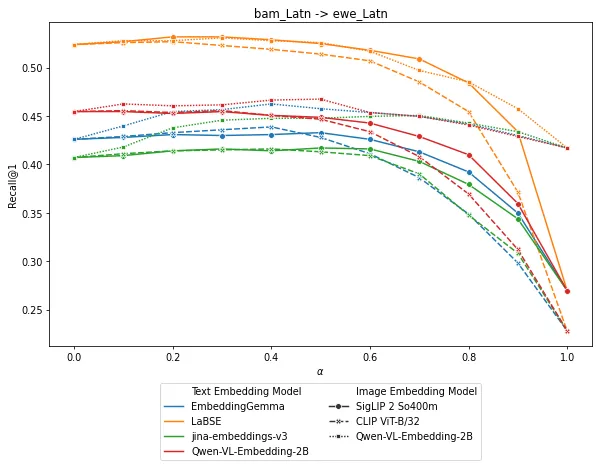 bam_Latn -> ewe_Latn
Recall@1
0.50
0.45
0.40
0.35
0.30
0.25
0.0 0.2 0.4 0.6 0.8 1.0
α
Text Embedding Model Image Embedding Model
EmbeddingGemma SigLIP 2 So400m
LaBSE CLIP ViT-B/32
jina-embeddings-v3 Qwen-VL-Embedding-2B
Qwen-VL-Embedding-2B